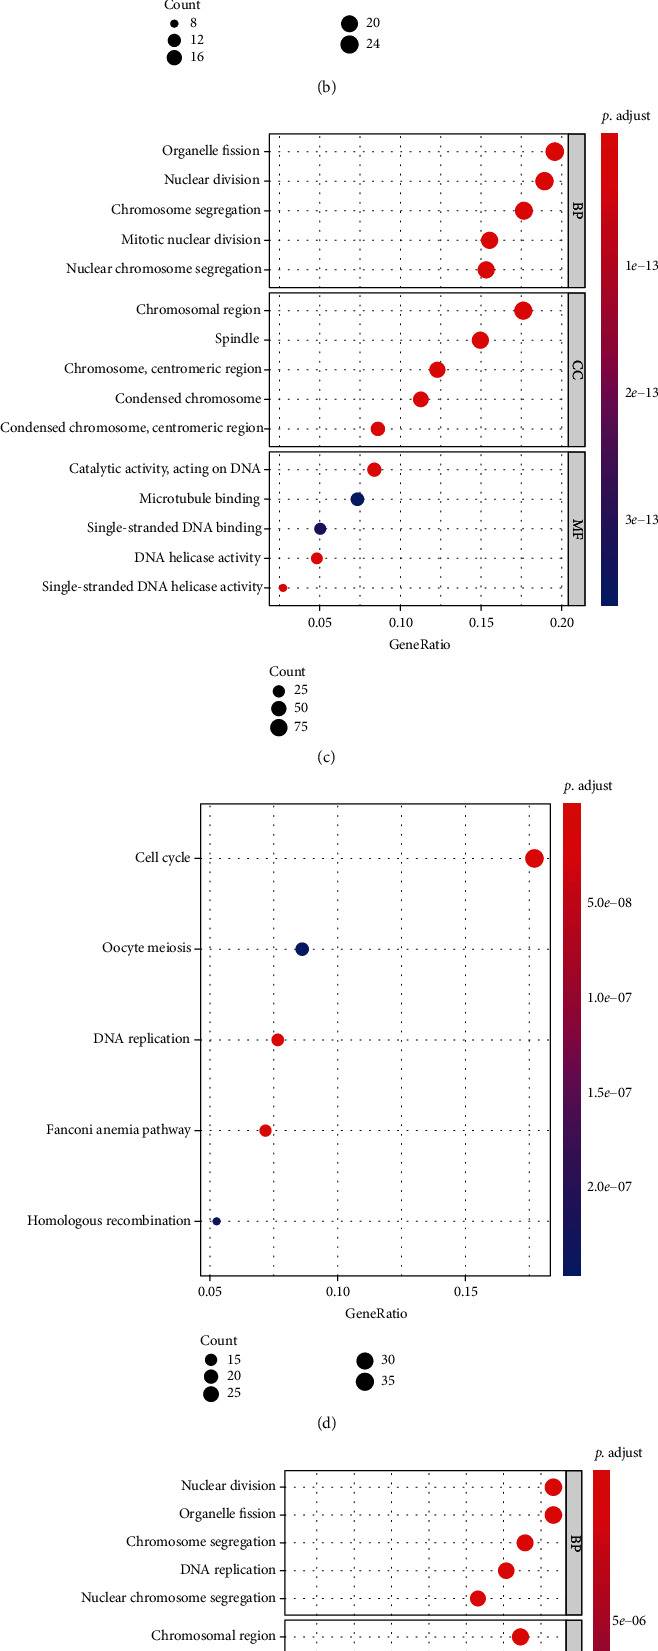 Count
8
12
16
20
24
(b)
p. adjust
Organelle fission
Nuclear division
Chromosome segregation
Mitotic nuclear division
Nuclear chromosome segregation
BP
Chromosomal region
Spindle
Chromosome, centromeric region
Condensed chromosome
Condensed chromosome, centromeric region
CC
Catalytic activity, acting on DNA
Microtubule binding
Single-stranded DNA binding
DNA helicase activity
Single-stranded DNA helicase activity
MF
1e–13
2e–13
3e–13
0.05 0.10 0.15 0.20
GeneRatio
Count
25
50
75
(c)
p. adjust
Cell cycle
Oocyte meiosis
DNA replication
Fanconi anemia pathway
Homologous recombination
5.0e–08
1.0e–07
1.5e–07
2.0e–07
0.05 0.10 0.15
GeneRatio
Count
15
20
25
30
35
(d)
p. adjust
Nuclear division
Organelle fission
Chromosome segregation
DNA replication
Nuclear chromosome segregation
BP
Chromosomal region
5e–06